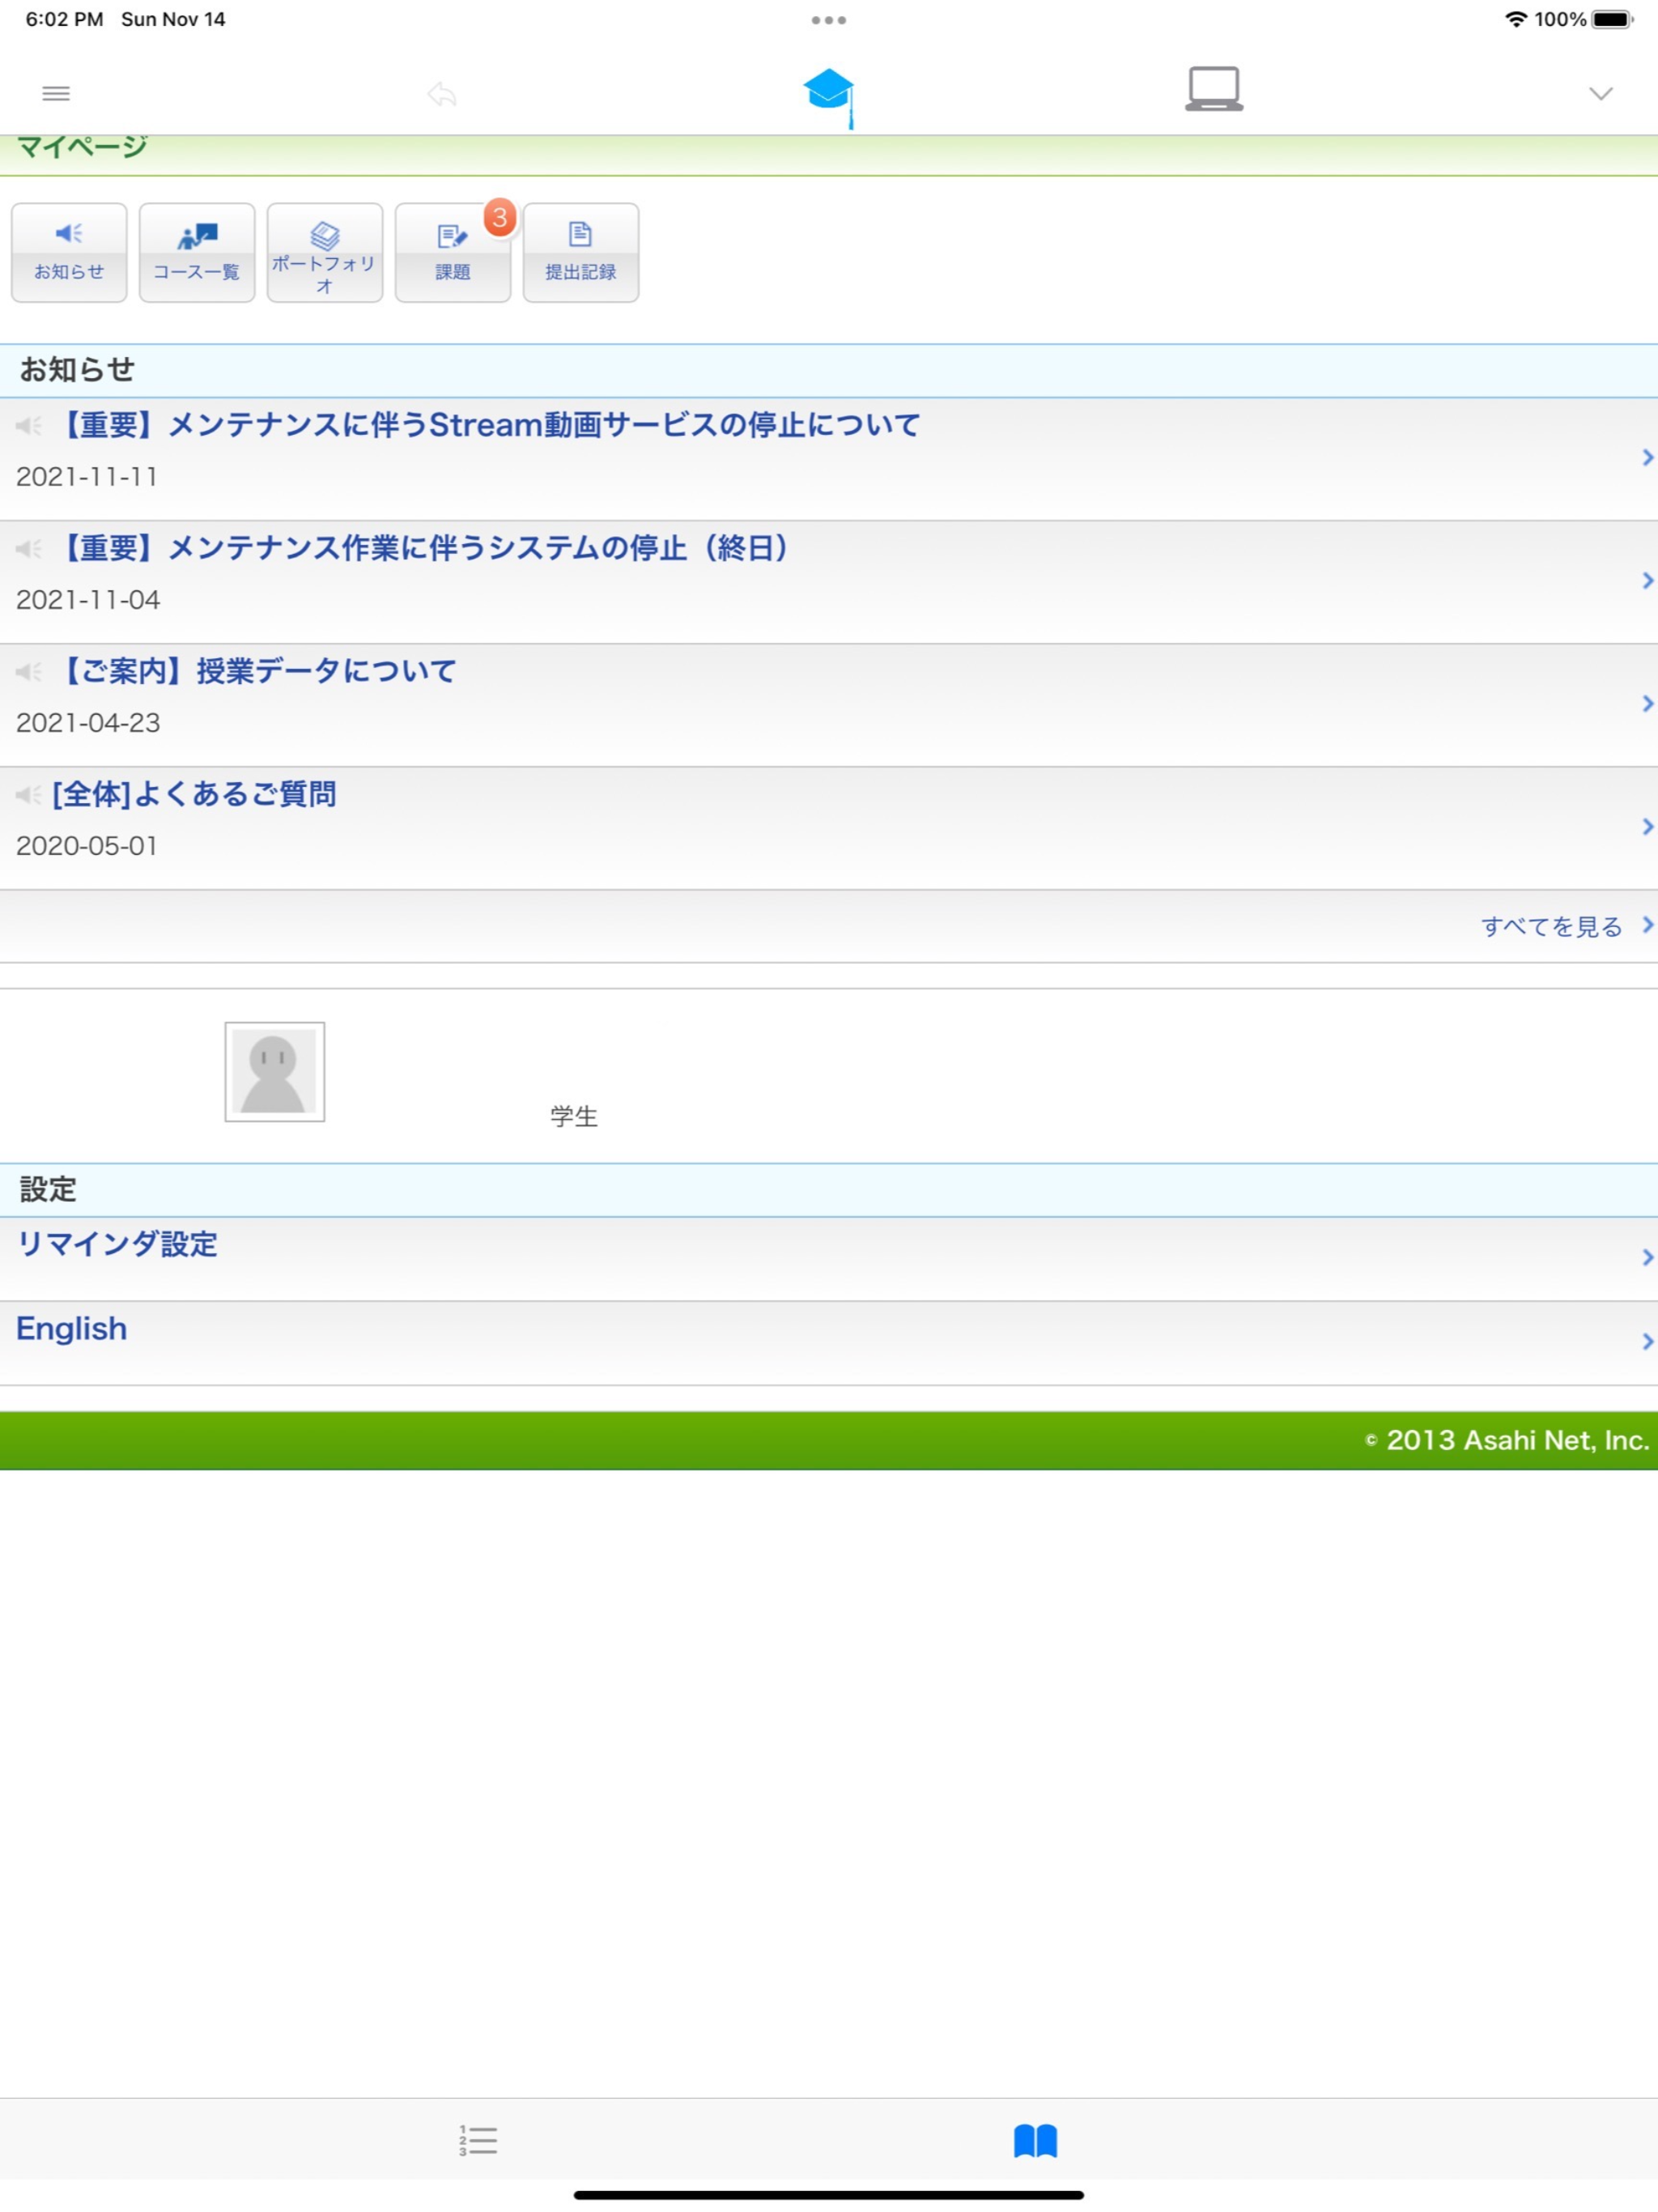 6:02 PM Sun Nov 14
100%
マイページ
お知らせ
コース一覧
ポートフォリ
オ
課題
3
提出記録
お知らせ
【重要】メンテナンスに伴うStream動画サービスの停止について
2021-11-11
【重要】メンテナンス作業に伴うシステムの停止（終日）
2021-11-04
【ご案内】授業データについて
2021-04-23
[全体]よくあるご質問
2020-05-01
すべてを見る
学生
設定
リマインダ設定
English
© 2013 Asahi Net, Inc.
1
2
3